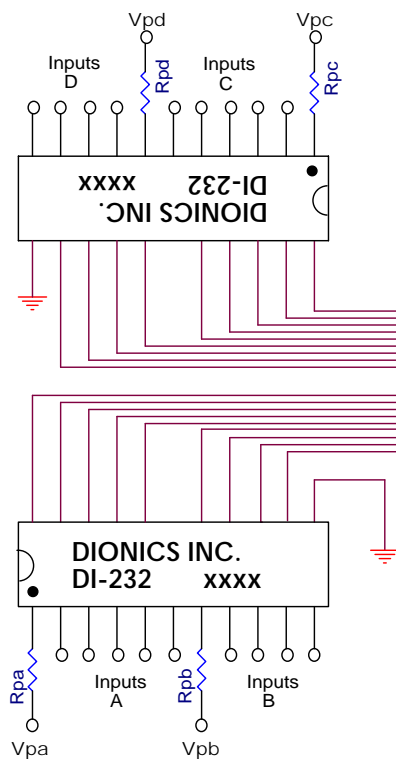 Vpd
Vpc
Inputs
D
Rpd
Inputs
C
Rpc
DI-232 xxxx
DIONICS INC.
DIONICS INC.
DI-232 xxxx
Rpa
Inputs
A
Rpb
Inputs
B
Vpa
Vpb